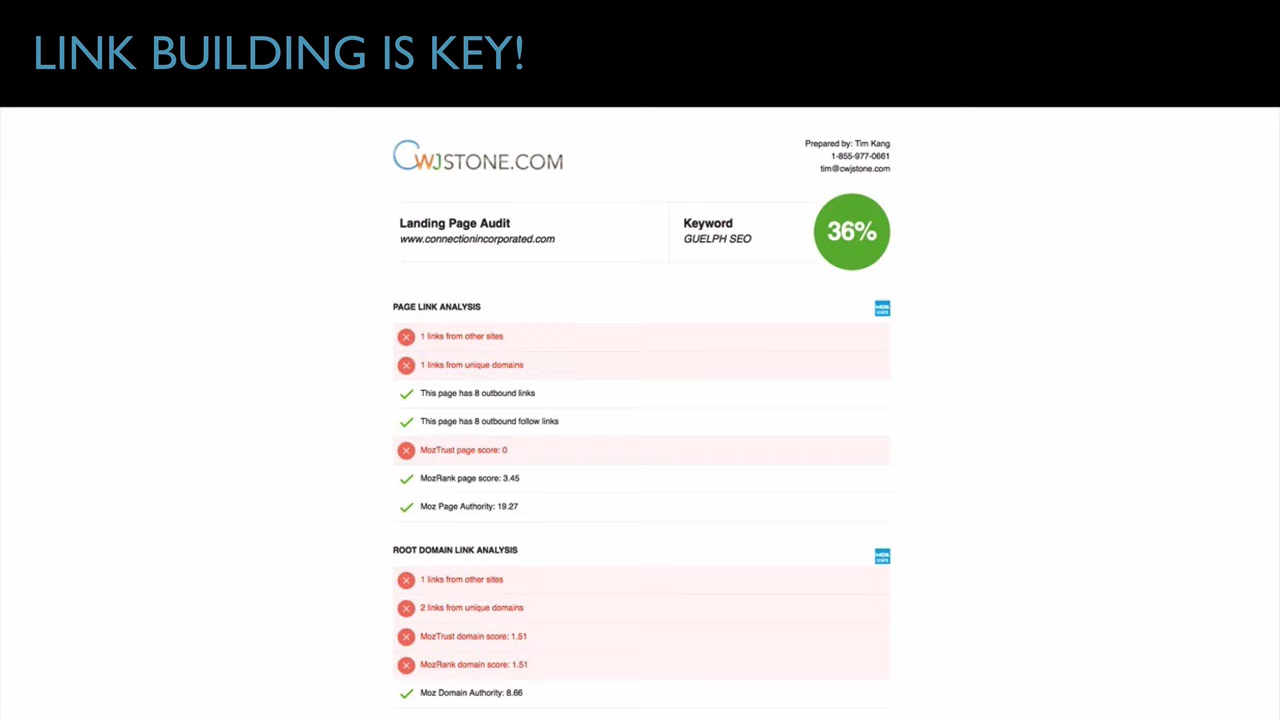 LINK BUILDING IS KEY!
CWJSTONE.COM
Prepared by: Tim Kang
1-855-977-0661
tim@cwjstone.com
Landing Page Audit
www.connectionincorporated.com
Keyword
GUELPH SEO
36%
PAGE LINK ANALYSIS
1 links from other sites
1 links from unique domains
This page has 8 outbound links
This page has 8 outbound follow links
MozTrust page score: 0
MozRank page score: 3.45
Moz Page Authority: 19.27
ROOT DOMAIN LINK ANALYSIS
1 links from other sites
2 links from unique domains
MozTrust domain score: 1.51
MozRank domain score: 1.51
Moz Domain Authority: 8.66